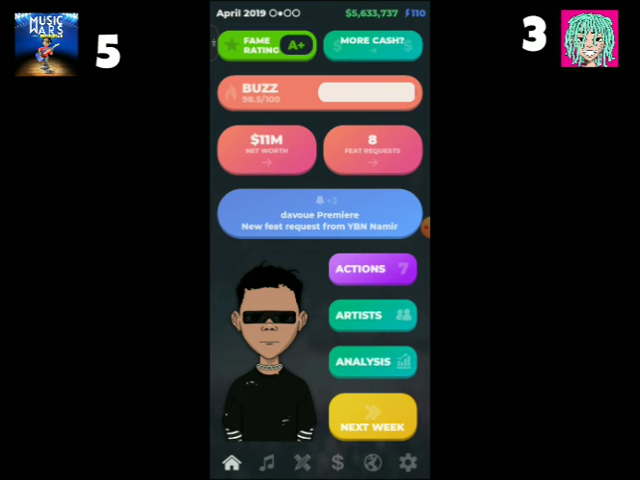 MUSIC
WARS
5
3
April 2019
$5,633,737
110
FAME
RATING
A+
MORE CASH?
BUZZ
98.5/100
$11M
NET WORTH
8
FEAT REQUESTS
+3
davoue Premiere
New feat request from YBN Namir
ACTIONS 7
ARTISTS
ANALYSIS
NEXT WEEK